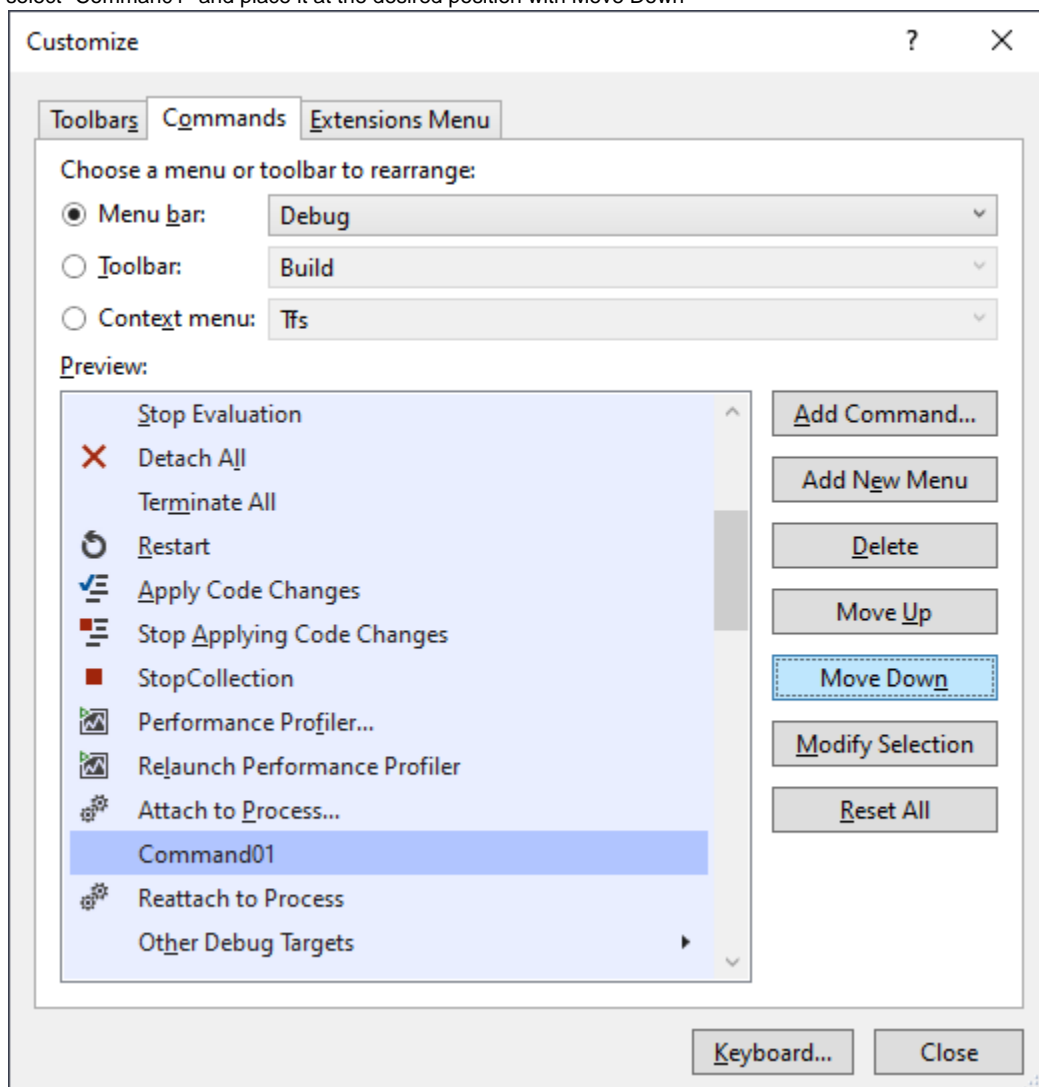 select "Command1" and place it at the desired position with Move Down
Customize ?
Toolbars Commands Extensions Menu
Choose a menu or toolbar to rearrange:
Menu bar: Debug
Toolbar: Build
Context menu: Tfs
Preview:
Stop Evaluation
Detach All
Terminate All
Restart
Apply Code Changes
Stop Applying Code Changes
StopCollection
Performance Profiler...
Relaunch Performance Profiler
Attach to Process...
Command01
Reattach to Process
Other Debug Targets
Add Command...
Add New Menu
Delete
Move Up
Move Down
Modify Selection
Reset All
Keyboard... Close